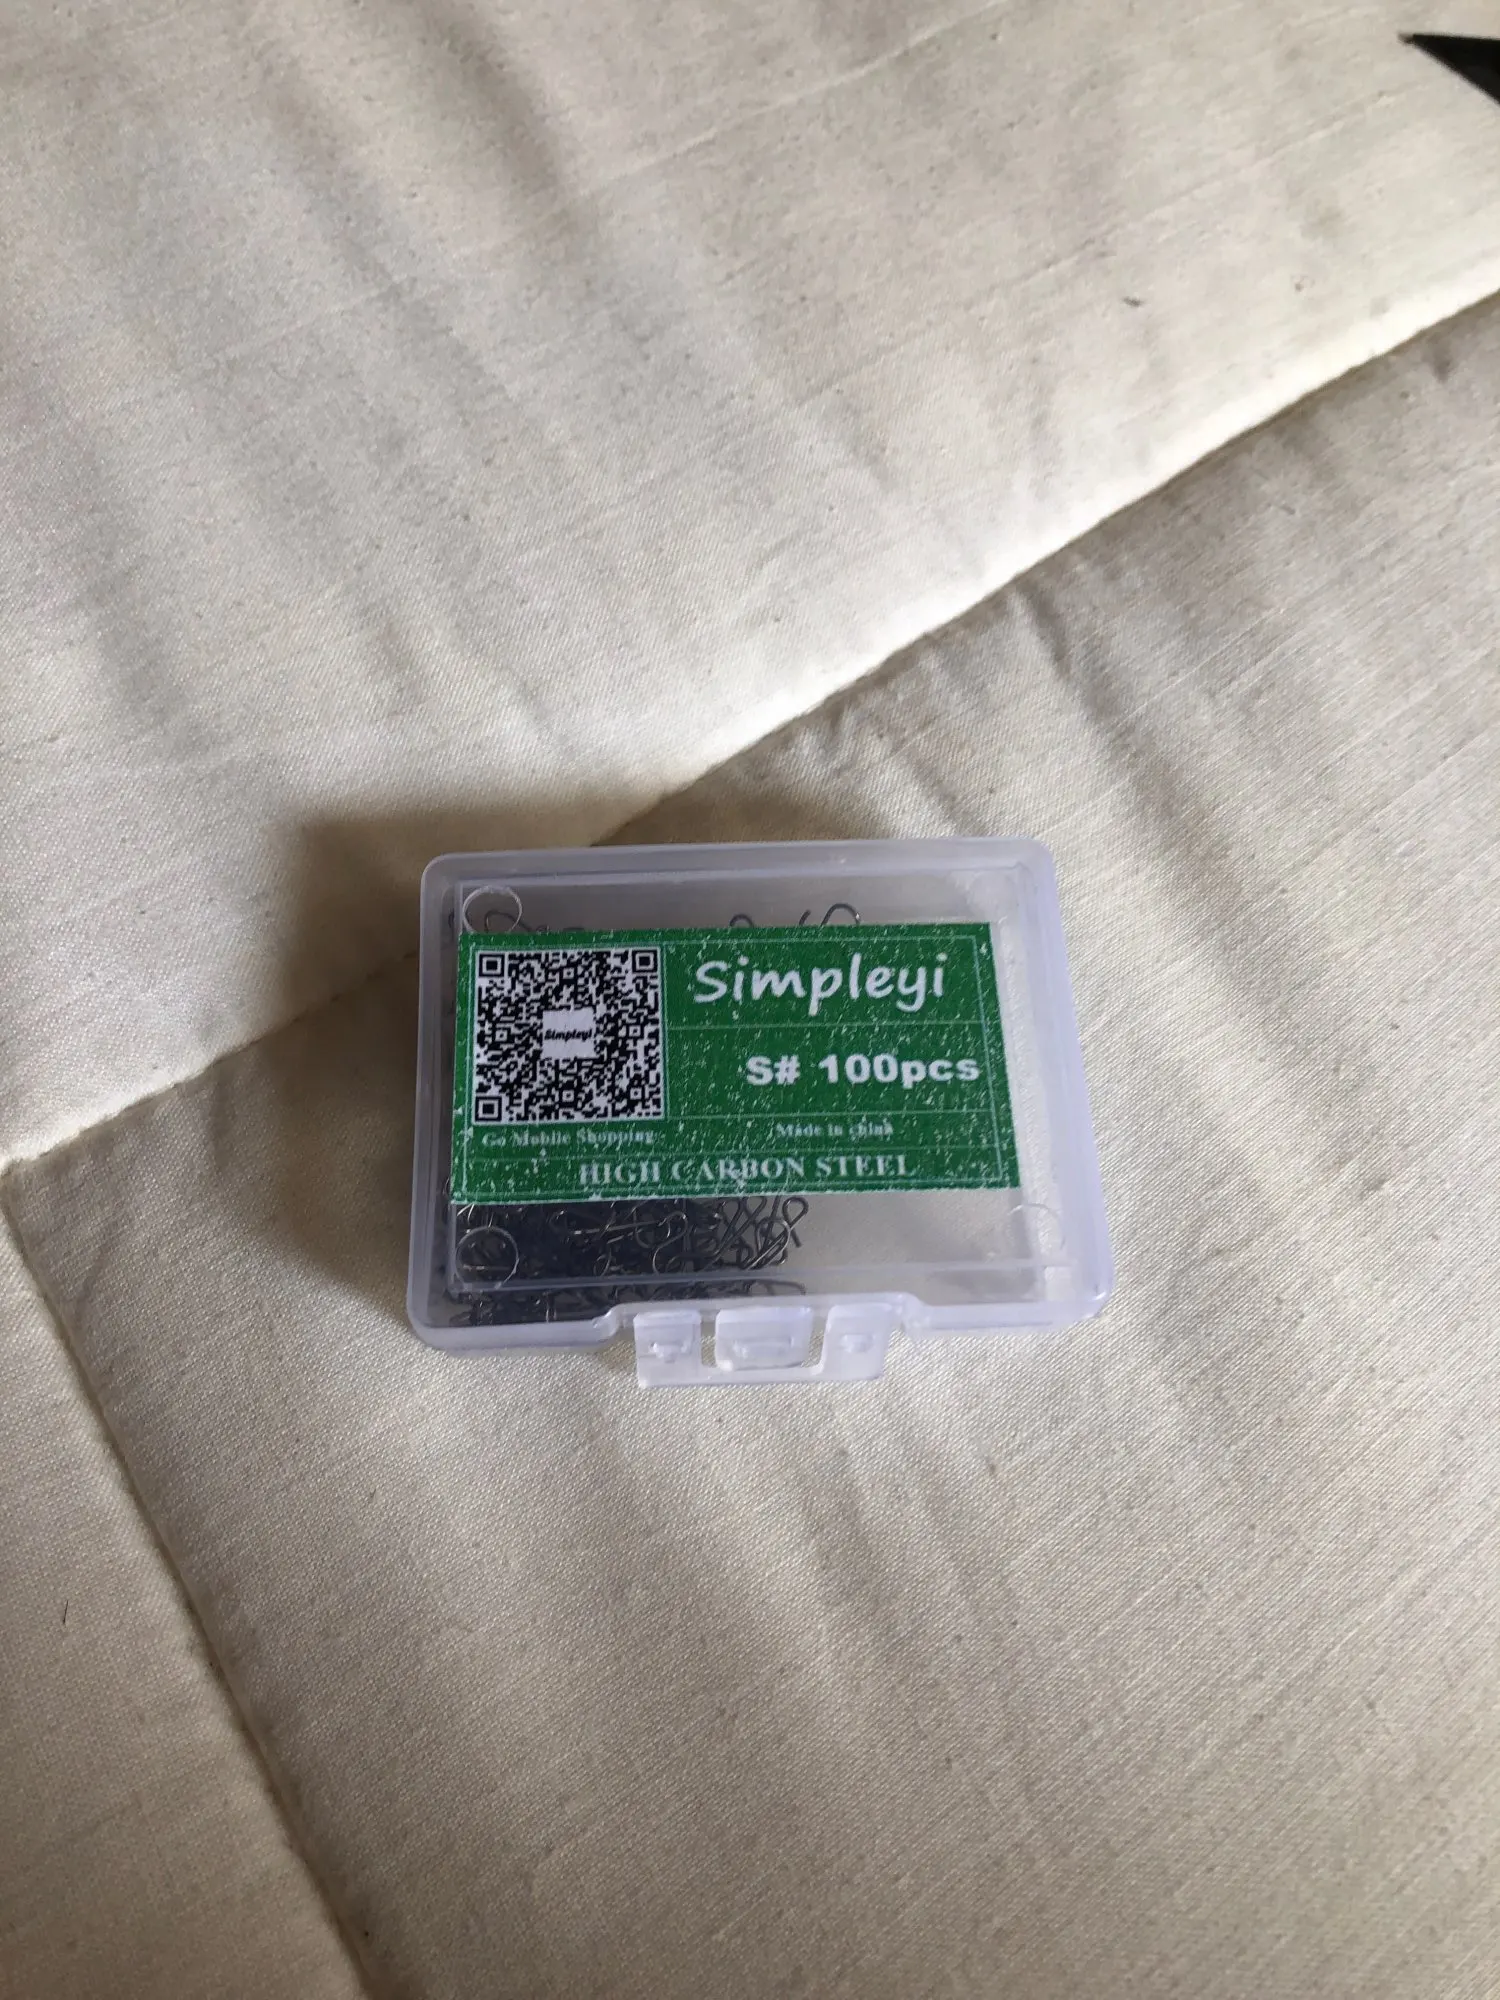 Simpleyi
Simpleyi
S# 100pcs
Go Mobile Shopping
Made in china
HIGH CARBON STEEL